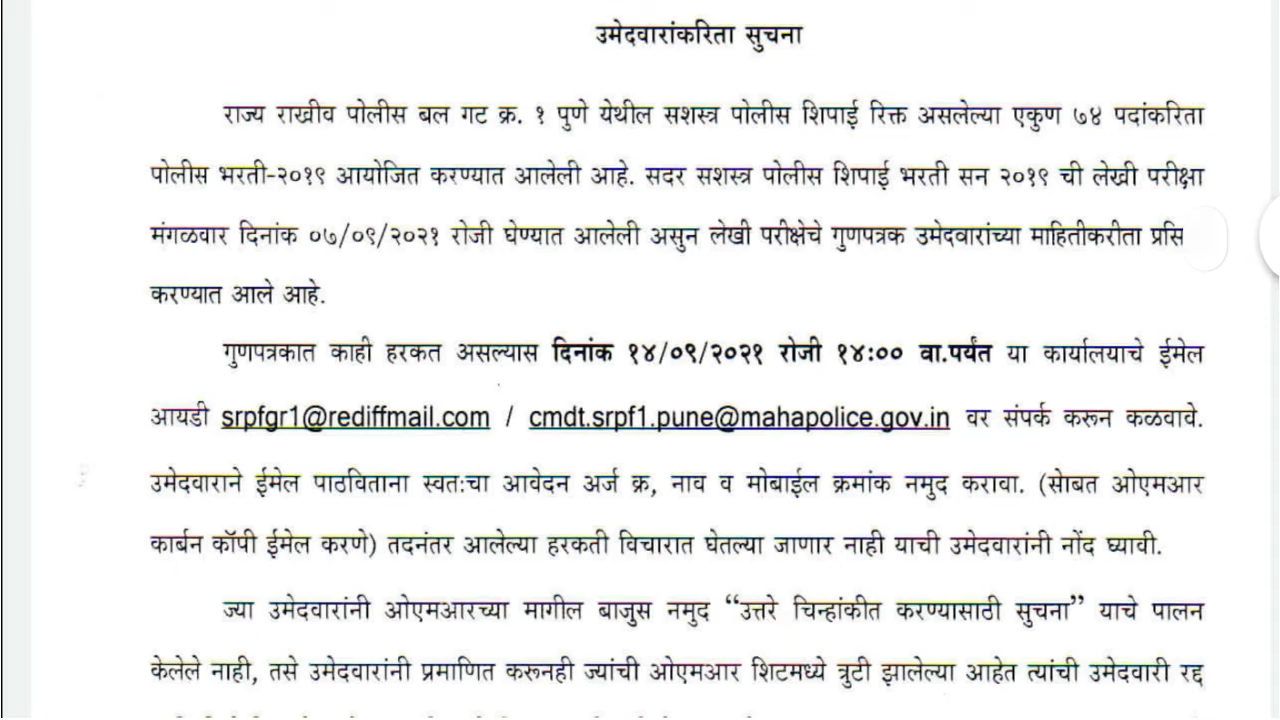 उमेदवारांकरिता सुचना
राज्य राखीव पोलीस बल गट क्र. १ पुणे येथील सशस्त्र पोलीस शिपाई रिक्त असलेल्या एकुण ७४ पदांकरिता
पोलीस भरती-२०१९ आयोजित करण्यात आलेली आहे. सदर सशस्त्र पोलीस शिपाई भरती सन २०१९ ची लेखी परीक्षा
मंगळवार दिनांक ०७/०९/२०२१ रोजी घेण्यात आलेली असुन लेखी परीक्षेचे गुणपत्रक उमेदवारांच्या माहितीकरीता प्रसि
करण्यात आले आहे.
गुणपत्रकात काही हरकत असल्यास दिनांक १४/०९/२०२१ रोजी १४:०० वा.पर्यंत या कार्यालयाचे ईमेल
आयडी srpfgr1@rediffmail.com / cmdt.srpf1.pune@mahapolice.gov.in वर संपर्क करून कळवावे.
उमेदवाराने ईमेल पाठविताना स्वत:चा आवेदन अर्ज क्र, नाव व मोबाईल क्रमांक नमुद करावा. (सोबत ओएमआर
कार्बन कॉपी ईमेल करणे) तदनंतर आलेल्या हरकती विचारात घेतल्या जाणार नाही याची उमेदवारांनी नोंद घ्यावी.
ज्या उमेदवारांनी ओएमआरच्या मागील बाजुस नमुद “उत्तरे चिन्हांकीत करण्यासाठी सुचना” याचे पालन
केलेले नाही, तसे उमेदवारांनी प्रमाणित करूनही ज्यांची ओएमआर शिटमध्ये त्रुटी झालेल्या आहेत त्यांची उमेदवारी रद्द